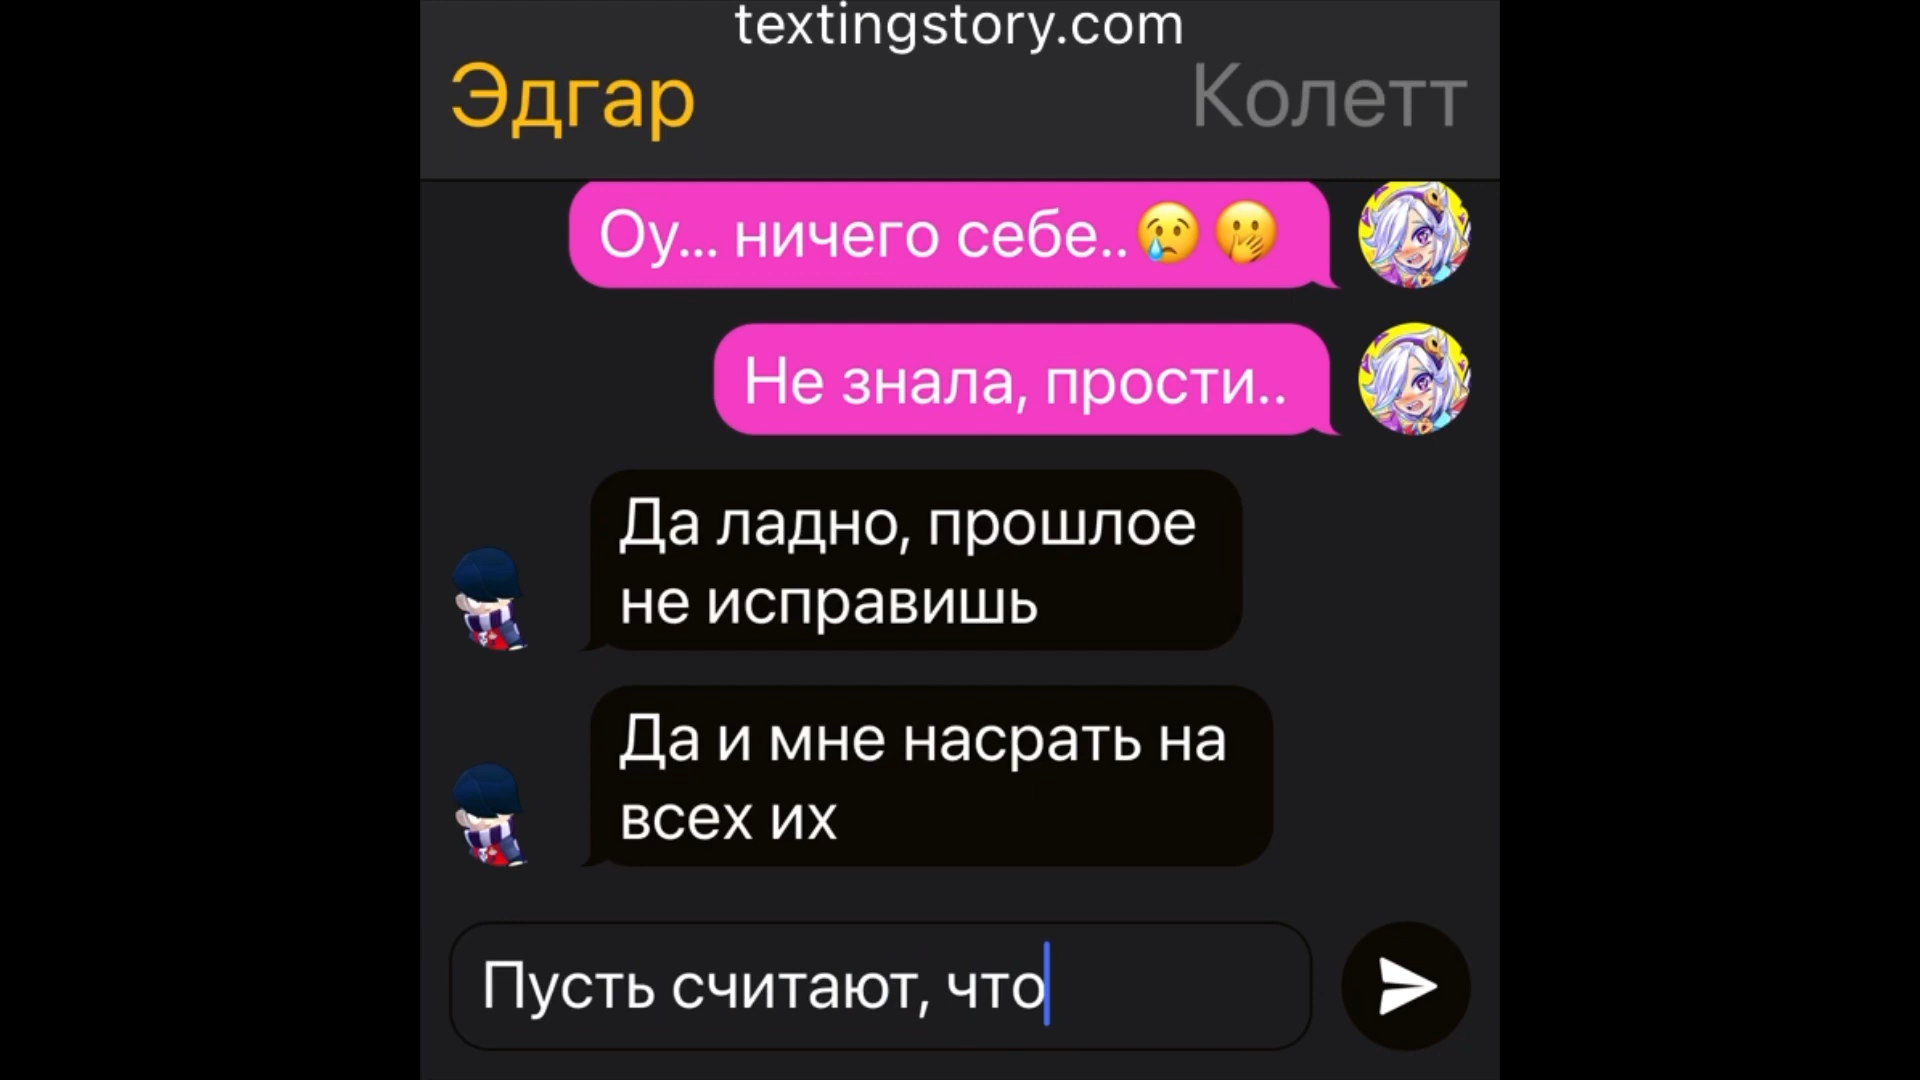 textingstory.com
Эдгар
Колетт
Оу... ничего себе..😢🤭
Не знала, прости..
Да ладно, прошлое
не исправишь
Да и мне насрать на
всех их
Пусть считают, что